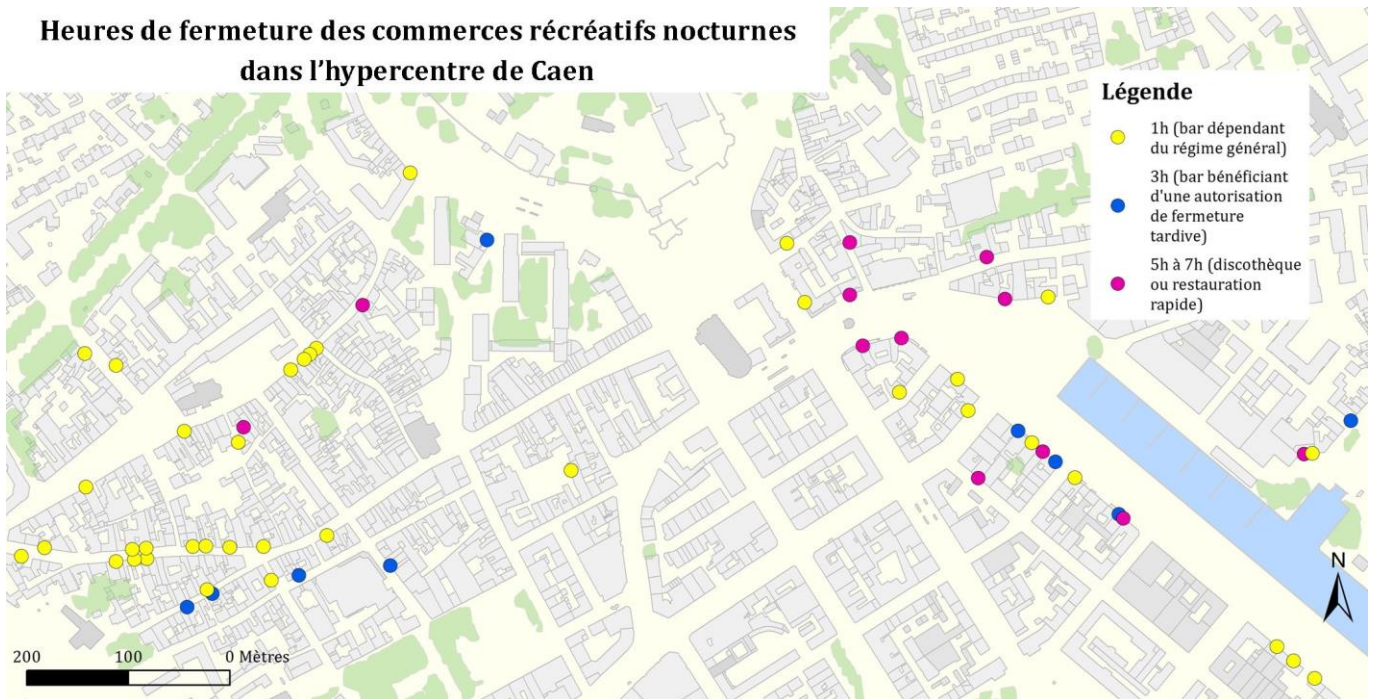 Heures de fermeture des commerces récréatifs nocturnes
dans l'hypercentre de Caen
Légende
1h (bar dépendant
du régime général)
3h (bar bénéficiant
d'une autorisation
de fermeture
tardive)
5h à 7h (discothèque
ou restauration
rapide)
N
200 100 0 Mètres